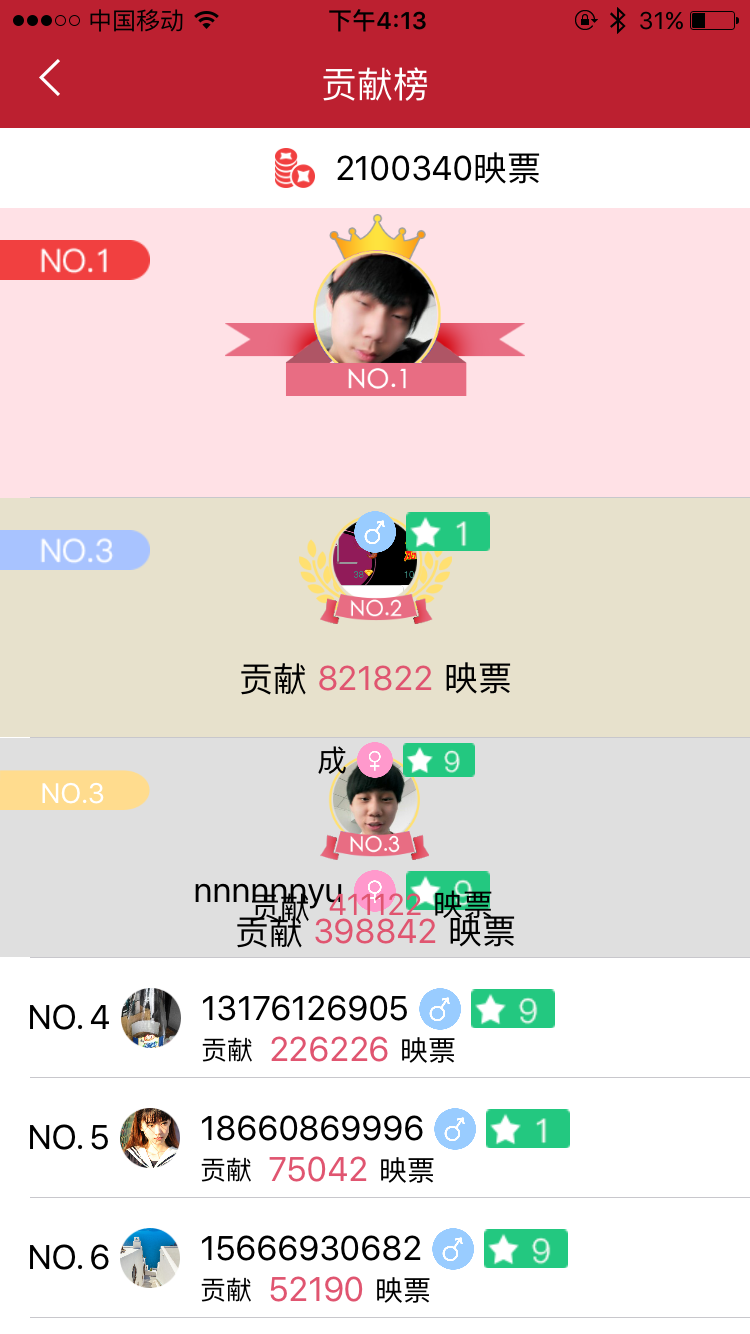 中国移动 下午4:13 31%
贡献榜
2100340映票
NO.1
NO.1
NO.3
1
NO.2
贡献 821822 映票
成 9
NO.3
NO.3
nnnnnnyu 9
贡献 411122 映票
贡献 398842 映票
NO. 4 13176126905 9
贡献 226226 映票
NO. 5 18660869996 1
贡献 75042 映票
NO. 6 15666930682 9
贡献 52190 映票